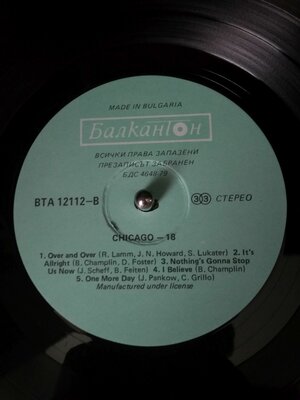 MADE IN BULGARIA
Балкантон
ВСИЧКИ ПРАВА ЗАПАЗЕНИ
ПРЕЗАПИСЪТ ЗАБРАНЕН
БДС 4048-79
ВТА 12112–В
33 СТЕРЕО
CHICAGO – 18
1. Over and Over (R. Lamm, J. N. Howard, S. Lukater) 2. It's
Allright (B. Champlin, D. Foster) 3. Nothing's Gonna Stop
Us Now (J. Scheff, B. Feiten) 4. I Believe (B. Champlin)
5. One More Day (J. Pankow, C. Grillo)
Manufactured under license